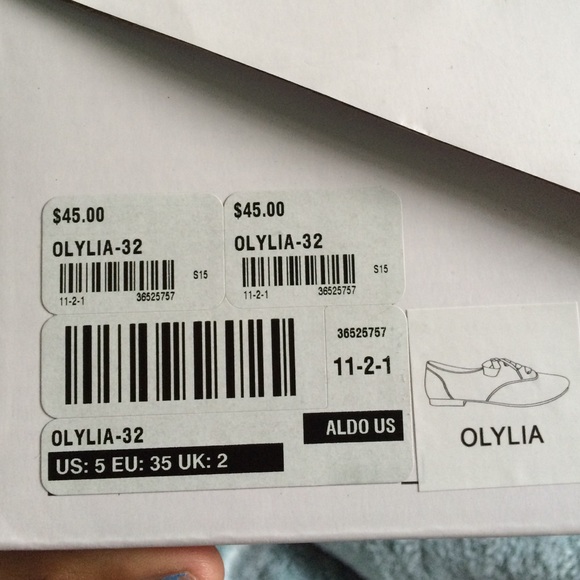 $45.00
OLYLIA-32
S15
11-2-1 36525757
$45.00
OLYLIA-32
S15
11-2-1 36525757
36525757
11-2-1
OLYLIA-32
ALDO US
US: 5 EU: 35 UK: 2
OLYLIA